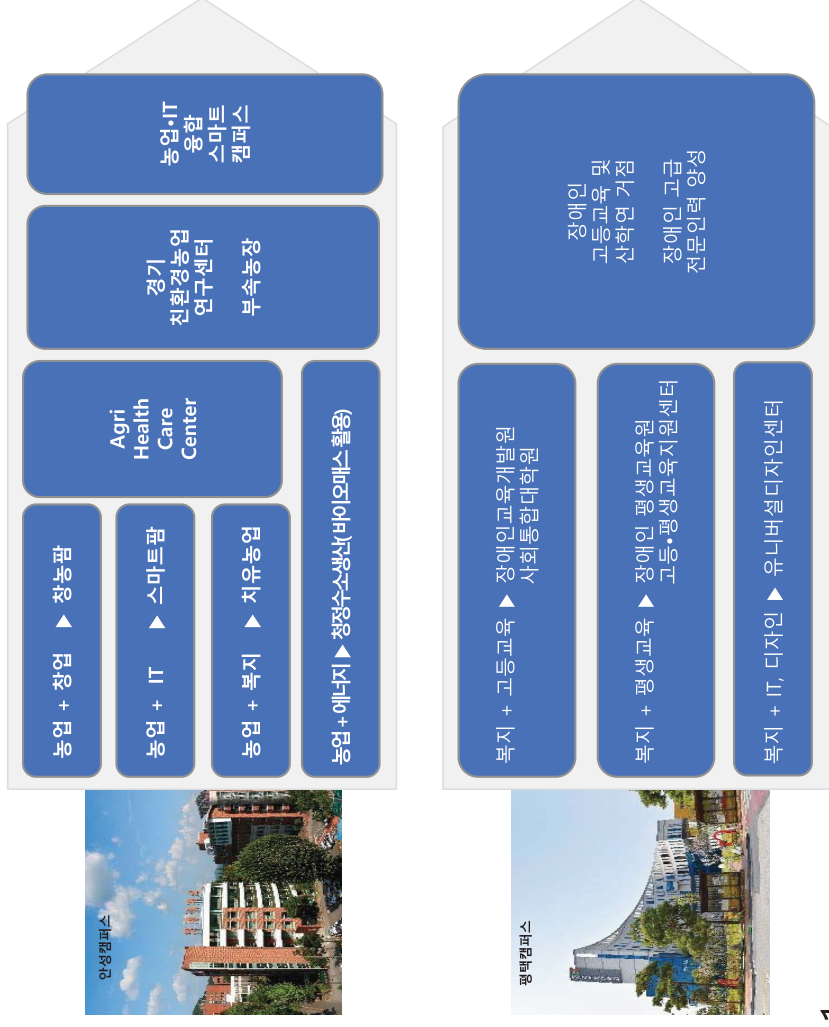 안성캠퍼스
농업 + 창업 ▶ 창농팜
농업 + IT ▶ 스마트팜
농업 + 복지 ▶ 치유농업
농업 + 에너지 ▶ 청정수소생산( 바이오매스 활용)
Agri
Health
Care
Center
경기
친환경농업
연구센터
부속농장
농업•IT
융합
스마트
캠퍼스
평택캠퍼스
복지 + 고등교육 ▶ 장애인교육개발원
사회통합대학원
복지 + 평생교육 ▶ 장애인 평생교육원
고등•평생교육지원센터
복지 + IT, 디자인 ▶ 유니버설디자인센터
장애인
고등교육 및
산학연 거점
장애인 고급
전문인력 양성